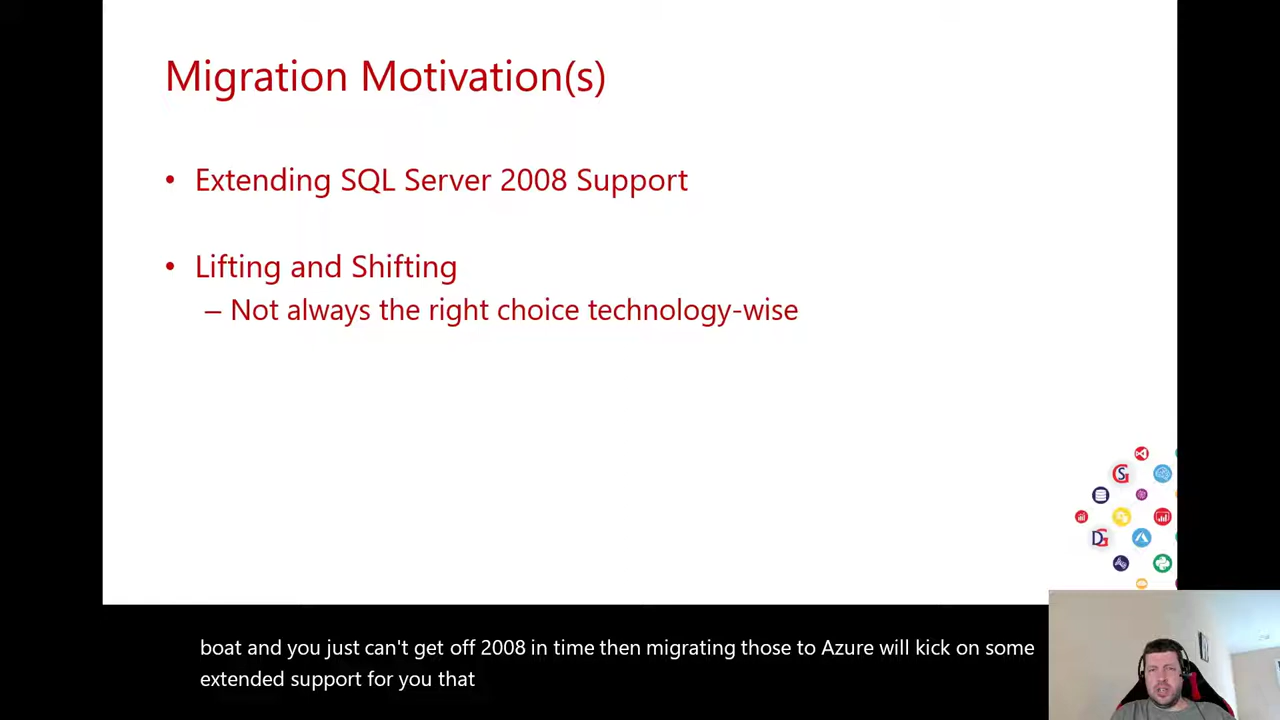 Migration Motivation(s)
• Extending SQL Server 2008 Support
• Lifting and Shifting
– Not always the right choice technology-wise
GS
DG
boat and you just can't get off 2008 in time then migrating those to Azure will kick on some
extended support for you that